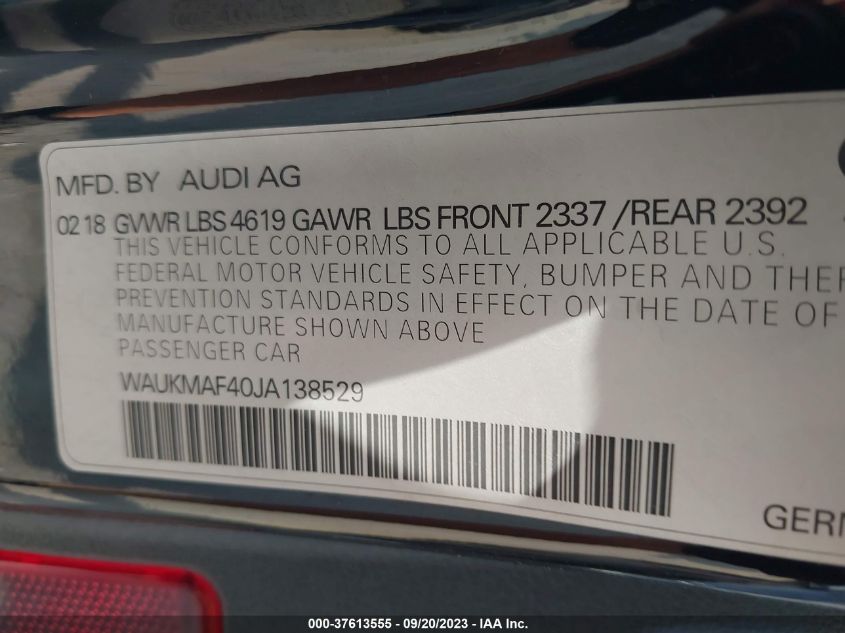 MFD. BY AUDI AG
02 18 GVWR LBS 4619 GAWR LBS FRONT 2337 /REAR 2392
THIS VEHICLE CONFORMS TO ALL APPLICABLE U.S.
FEDERAL MOTOR VEHICLE SAFETY, BUMPER AND THEF
PREVENTION STANDARDS IN EFFECT ON THE DATE OF
MANUFACTURE SHOWN ABOVE
PASSENGER CAR
WAUKMAF40JA138529
GERM
000-37613555 - 09/20/2023 - IAA Inc.